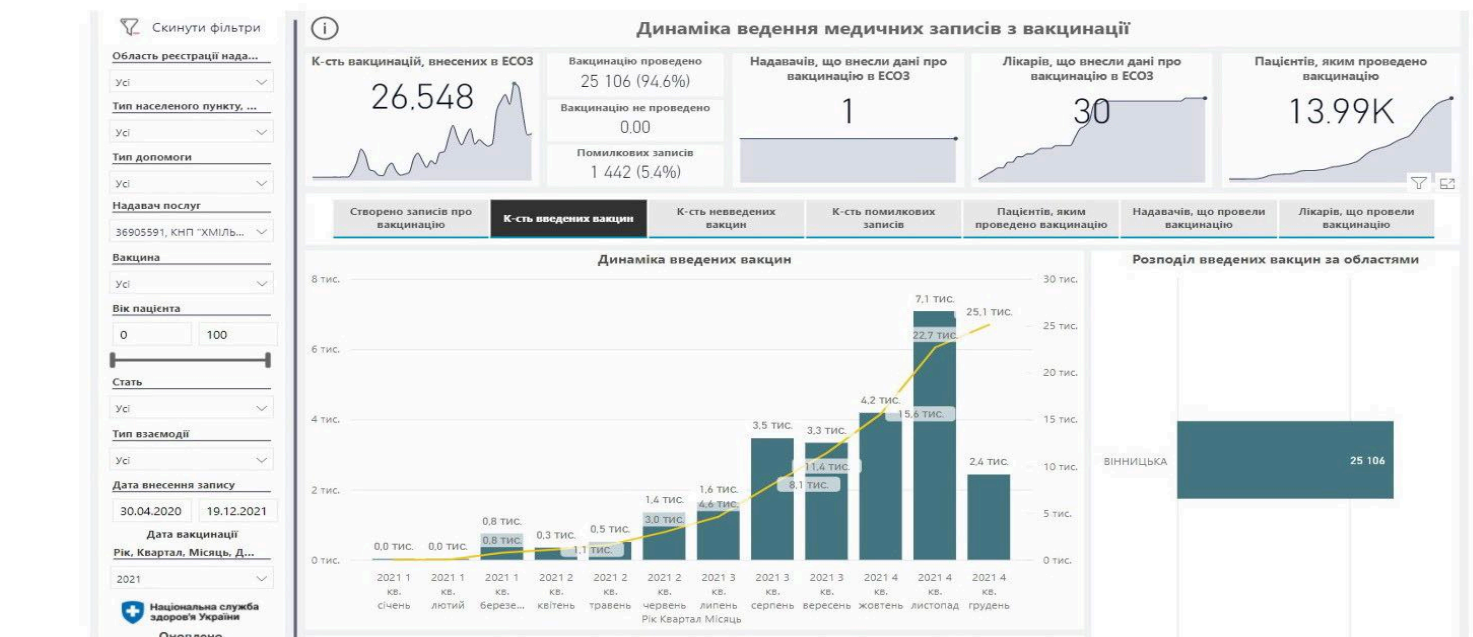 Скинути фільтри
Область реєстрації нада...
Усі
Тип населеного пункту, ...
Усі
Тип допомоги
Усі
Надавач послуг
36905591, КНП "ХМІЛЬ...
Вакцина
Усі
Вік пацієнта
0 100
Стать
Усі
Тип взаємодії
Усі
Дата внесення запису
30.04.2020 19.12.2021
Дата вакцинації
Рік, Квартал, Місяць, Д...
2021
Національна служба
здоров'я України
Оновлено
Динаміка ведення медичних записів з вакцинації
К-сть вакцинацій, внесених в ЕСОЗ
26,548
Вакцинацію проведено
25 106 (94.6%)
Вакцинацію не проведено
0.00
Помилкових записів
1 442 (5.4%)
Надавачів, що внесли дані про
вакцинацію в ЕСОЗ
1
Лікарів, що внесли дані про
вакцинацію в ЕСОЗ
30
Пацієнтів, яким проведено
вакцинацію
13.99K
Створено записів про
вакцинацію
К-сть введених вакцин
К-сть невведених
вакцин
К-сть помилкових
записів
Пацієнтів, яким
проведено вакцинацію
Надавачів, що провели
вакцинацію
Лікарів, що провели
вакцинацію
Динаміка введених вакцин
8 тис.
6 тис.
4 тис.
2 тис.
0 тис.
30 тис.
25 тис.
20 тис.
15 тис.
10 тис.
5 тис.
0 тис.
0,0 тис. 0,0 тис. 0,8 тис. 0,3 тис. 0,5 тис. 1,4 тис. 1,6 тис. 3,5 тис. 3,3 тис. 4,2 тис. 7,1 тис. 2,4 тис.
0,8 тис. 1,1 тис. 3,0 тис. 4,6 тис. 8,1 тис. 11,4 тис. 15,6 тис. 22,7 тис. 25,1 тис.
2021 1 2021 1 2021 1 2021 2 2021 2 2021 2 2021 3 2021 3 2021 3 2021 4 2021 4 2021 4
кв. кв. кв. кв. кв. кв. кв. кв. кв. кв. кв. кв.
січень лютий березе... квітень травень червень липень серпень вересень жовтень листопад грудень
Рік Квартал Місяць
Розподіл введених вакцин за областями
ВІННИЦЬКА
25 106